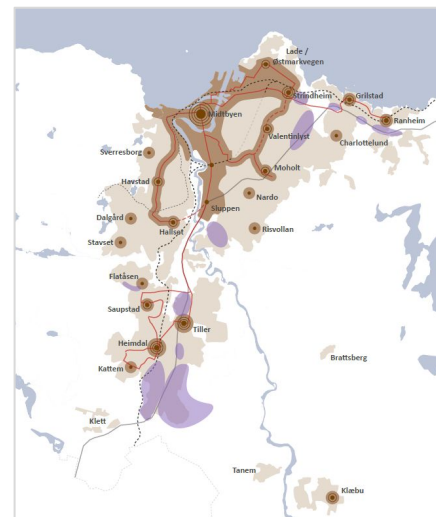 Lade /
Østmarkvegen
Strindheim
Grilstad
Midtbyen
Ranheim
Valentinlyst
Charlottelund
Sverresborg
Moholt
Havstad
Nardo
Sluppen
Dalgård
Hallset
Risvollan
Stavset
Flatåsen
Saupstad
Tiller
Heimdal
Brattsberg
Kattem
Klett
Tanem
Klæbu